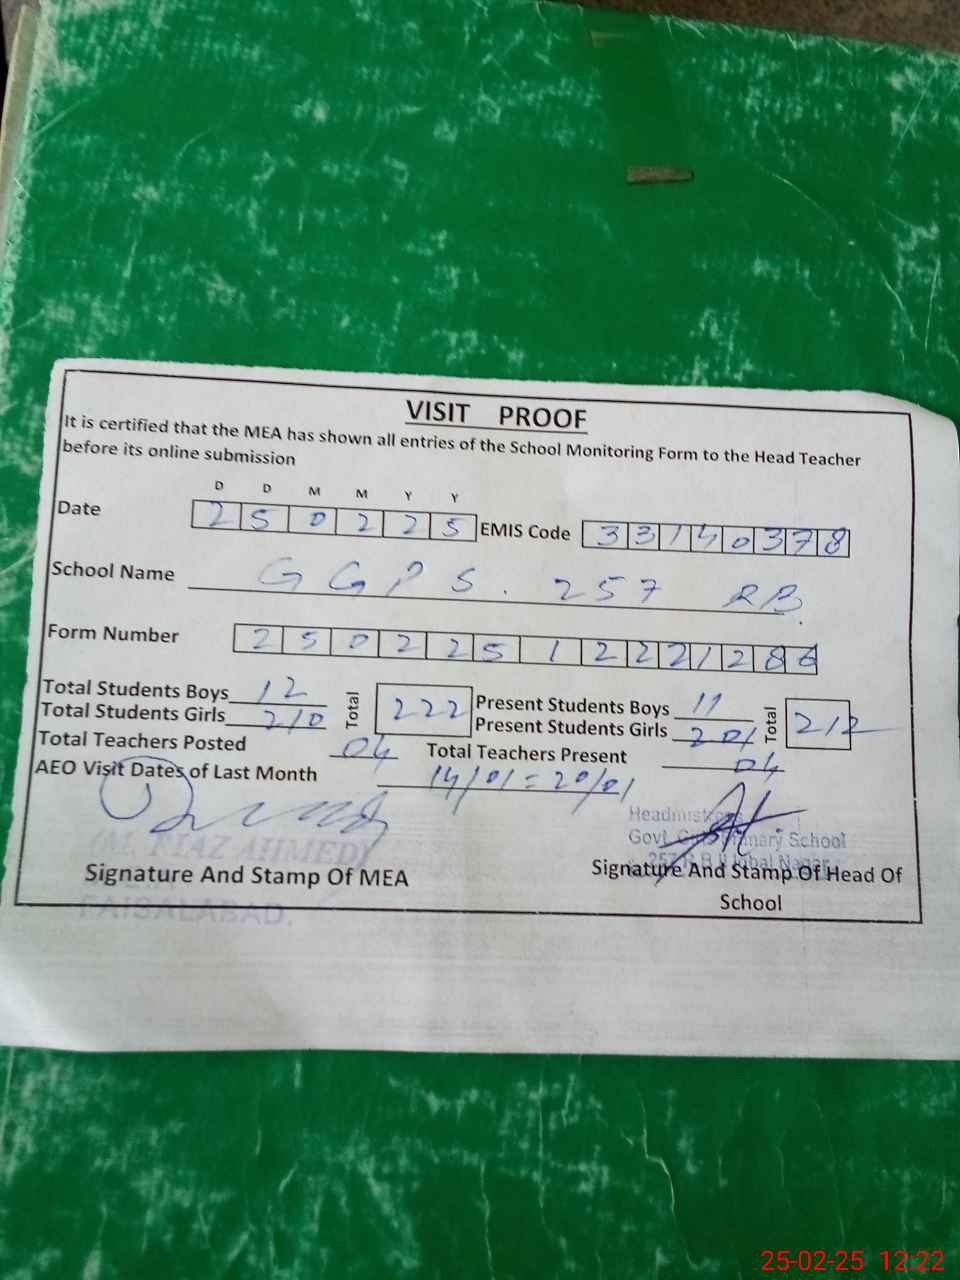 VISIT PROOF
It is certified that the MEA has shown all entries of the School Monitoring Form to the Head Teacher
before its online submission
D D M M Y Y
Date 2 5 0 2 2 5 EMIS Code 3 3 1 4 0 3 7 8
School Name G G P S . 257 RB.
Form Number 2 5 0 2 2 5 1 2 2 2 1 2 8 6
Total Students Boys 12 Total 222 Present Students Boys 11 Total 212
Total Students Girls 210 Present Students Girls 201
Total Teachers Posted 04 Total Teachers Present 04
AEO Visit Dates of Last Month 14/01 = 20/01
Headmistress
Govt. Girls Primary School
257 R.B. Iqbal Nagar
(M. RIAZ AHMED)
Signature And Stamp Of MEA Signature And Stamp Of Head Of
School
FAISALABAD.
25-02-25 12:22